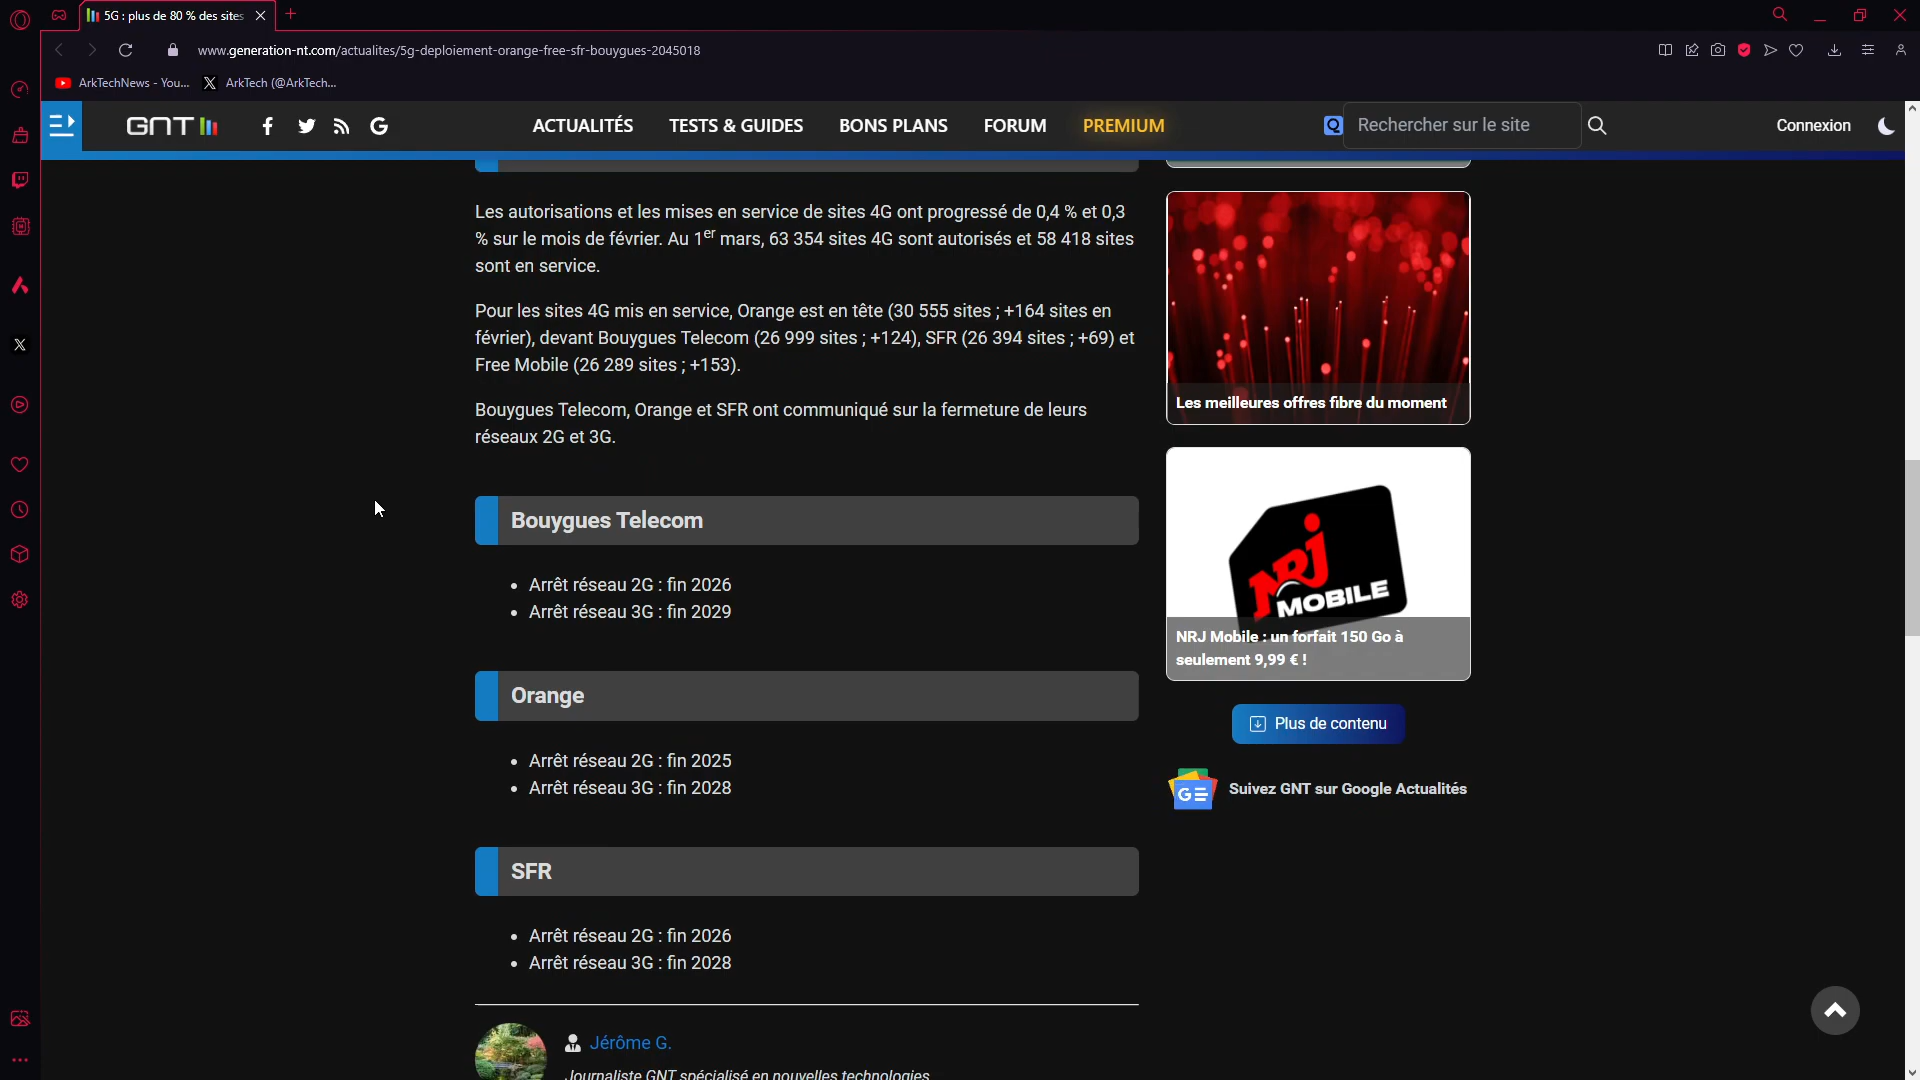 5G : plus de 80 % des sites
www.generation-nt.com/actualites/5g-deploiement-orange-free-sfr-bouygues-2045018
ArkTechNews - You...
ArkTech (@ArkTech...
GNT
ACTUALITÉS
TESTS & GUIDES
BONS PLANS
FORUM
PREMIUM
Rechercher sur le site
Connexion
Les autorisations et les mises en service de sites 4G ont progressé de 0,4 % et 0,3
% sur le mois de février. Au 1er mars, 63 354 sites 4G sont autorisés et 58 418 sites
sont en service.
Pour les sites 4G mis en service, Orange est en tête (30 555 sites ; +164 sites en
février), devant Bouygues Telecom (26 999 sites ; +124), SFR (26 394 sites ; +69) et
Free Mobile (26 289 sites ; +153).
Bouygues Telecom, Orange et SFR ont communiqué sur la fermeture de leurs
réseaux 2G et 3G.
Bouygues Telecom
• Arrêt réseau 2G : fin 2026
• Arrêt réseau 3G : fin 2029
Orange
• Arrêt réseau 2G : fin 2025
• Arrêt réseau 3G : fin 2028
SFR
• Arrêt réseau 2G : fin 2026
• Arrêt réseau 3G : fin 2028
Jérôme G.
Journaliste GNT spécialisé en nouvelles technologies
Les meilleures offres fibre du moment
NRJ
MOBILE
NRJ Mobile : un forfait 150 Go à
seulement 9,99 € !
Plus de contenu
Suivez GNT sur Google Actualités